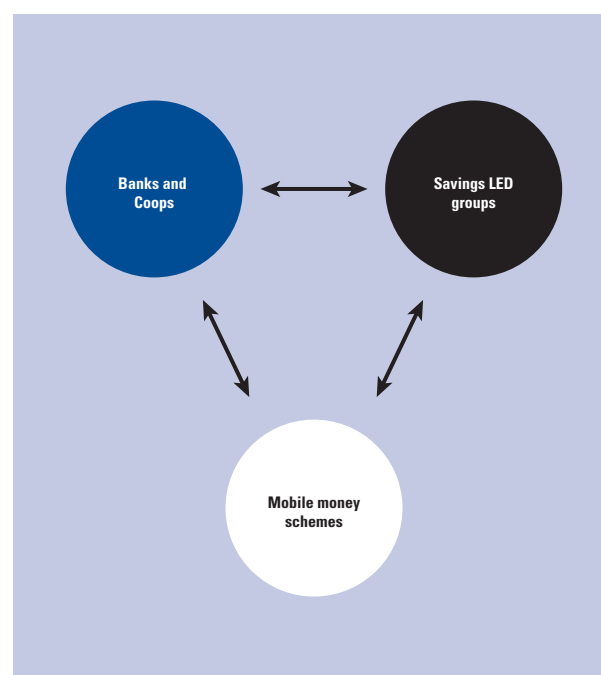 Banks and
Coops
Savings LED
groups
Mobile money
schemes